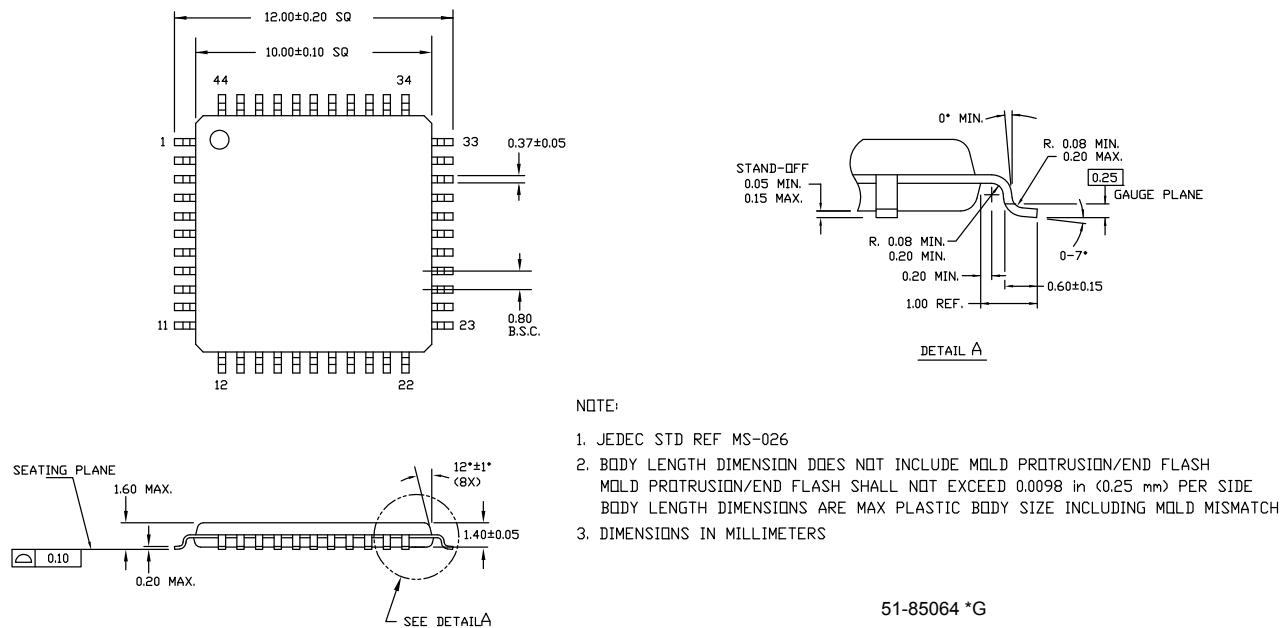 12.00±0.20 SQ
10.00±0.10 SQ
44
34
1
33
0.37±0.05
11
23
0.80
B.S.C.
12
22
0° MIN.
R. 0.08 MIN.
0.20 MAX.
STAND-OFF
0.05 MIN.
0.15 MAX.
0.25
GAUGE PLANE
R. 0.08 MIN.
0.20 MIN.
0-7°
0.20 MIN.
0.60±0.15
1.00 REF.
DETAIL A
SEATING PLANE
1.60 MAX.
12°±1°
(8X)
1.40±0.05
0.10
0.20 MAX.
SEE DETAIL A
NOTE:
1. JEDEC STD REF MS-026
2. BODY LENGTH DIMENSION DOES NOT INCLUDE MOLD PROTRUSION/END FLASH
MOLD PROTRUSION/END FLASH SHALL NOT EXCEED 0.0098 in (0.25 mm) PER SIDE
BODY LENGTH DIMENSIONS ARE MAX PLASTIC BODY SIZE INCLUDING MOLD MISMATCH
3. DIMENSIONS IN MILLIMETERS
51-85064 *G